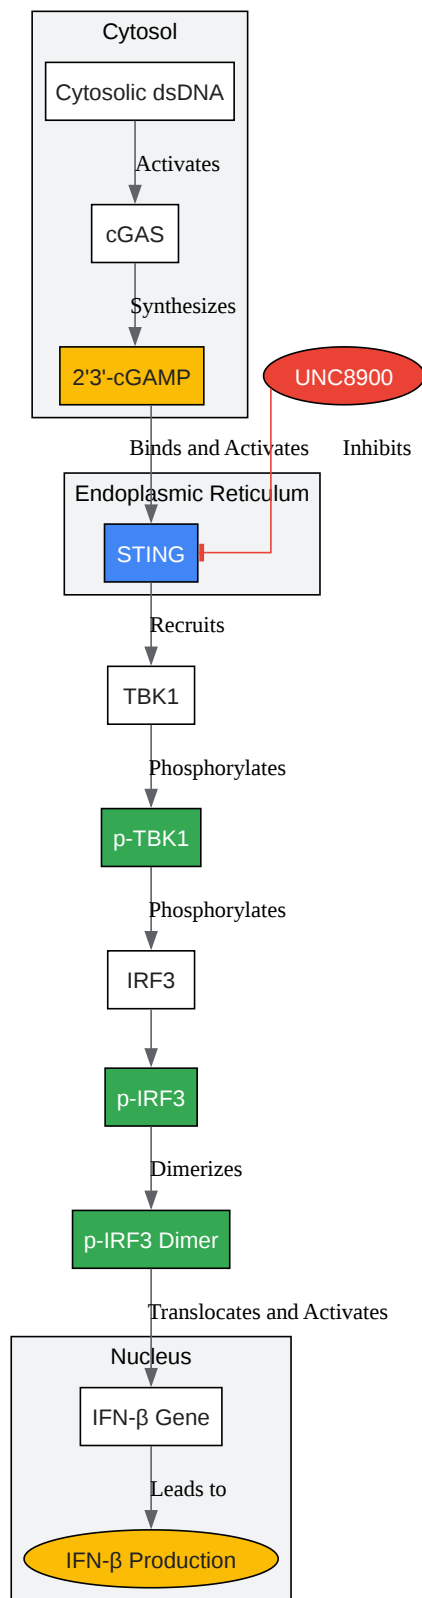 Cytosol
Cytosolic dsDNA
Activates
cGAS
Synthesizes
2'3'-cGAMP
UNC8900
Binds and Activates
Inhibits
Endoplasmic Reticulum
STING
Recruits
TBK1
Phosphorylates
p-TBK1
Phosphorylates
IRF3
p-IRF3
Dimerizes
p-IRF3 Dimer
Translocates and Activates
Nucleus
IFN-β Gene
Leads to
IFN-β Production